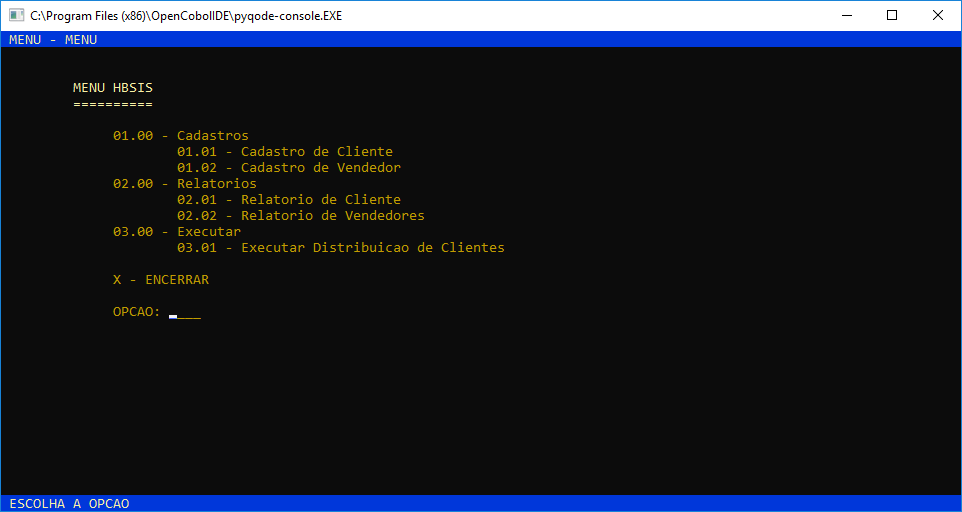 C:\Program Files (x86)\OpenCobolIDE\pyqode-console.EXE
MENU - MENU
MENU HBSIS
==========
01.00 - Cadastros
01.01 - Cadastro de Cliente
01.02 - Cadastro de Vendedor
02.00 - Relatorios
02.01 - Relatorio de Cliente
02.02 - Relatorio de Vendedores
03.00 - Executar
03.01 - Executar Distribuicao de Clientes
X - ENCERRAR
OPCAO: ____
ESCOLHA A OPCAO